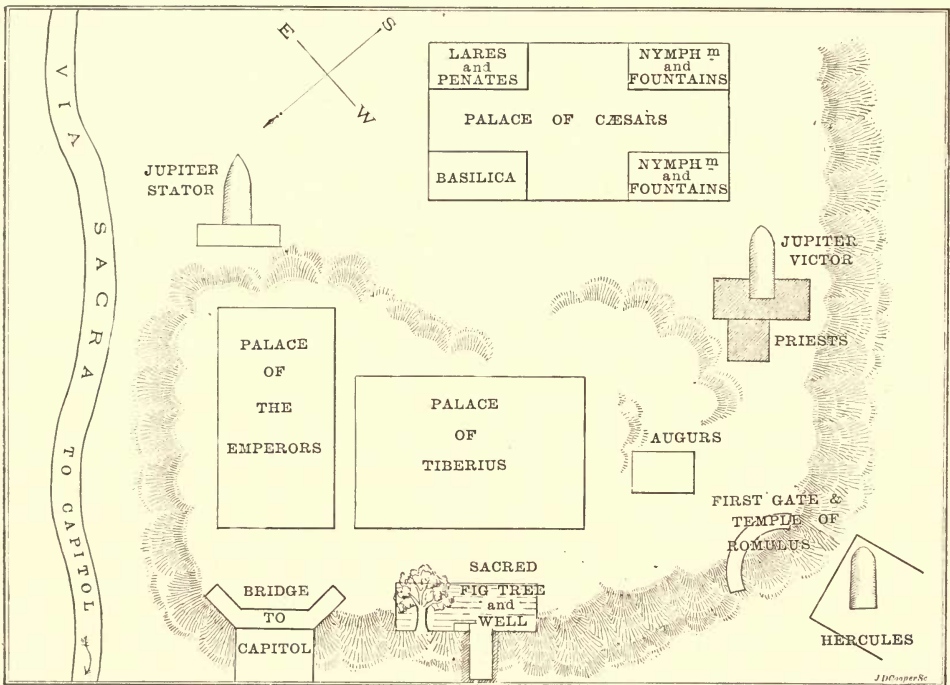 VIA SACRA TO CAPITOL
E
S
W
LARES
and
PENATES
NYMPH m
and
FOUNTAINS
PALACE OF CÆSARS
BASILICA
NYMPH m
and
FOUNTAINS
JUPITER
STATOR
JUPITER
VICTOR
PRIESTS
PALACE
OF
THE
EMPERORS
PALACE
OF
TIBERIUS
AUGURS
FIRST GATE &
TEMPLE OF
ROMULUS
SACRED
FIG TREE
and
WELL
BRIDGE
TO
CAPITOL
HERCULES
J D Cooper Sc.